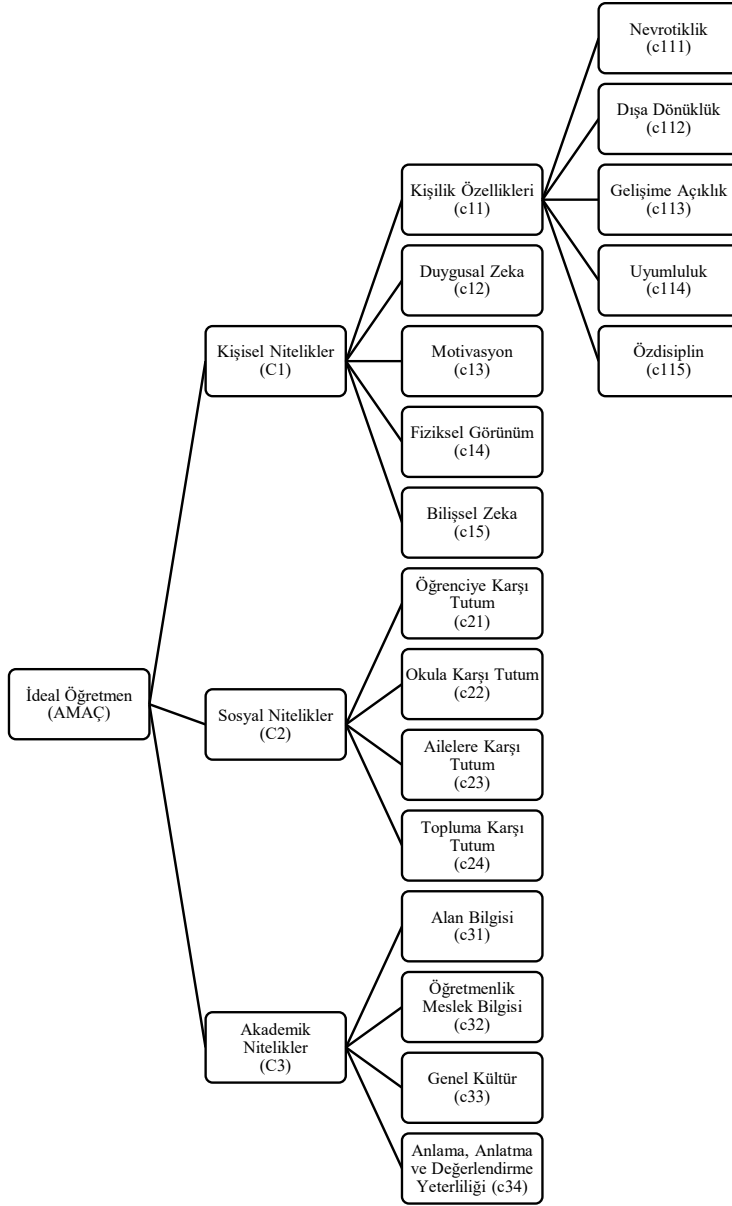 İdeal Öğretmen
(AMAÇ)
Kişisel Nitelikler
(C1)
Kişilik Özellikleri
(c11)
Nevrotiklik
(c111)
Dışa Dönüklük
(c112)
Gelişime Açıklık
(c113)
Uyumluluk
(c114)
Özdisiplin
(c115)
Duygusal Zeka
(c12)
Motivasyon
(c13)
Fiziksel Görünüm
(c14)
Bilişsel Zeka
(c15)
Sosyal Nitelikler
(C2)
Öğrenciye Karşı
Tutum
(c21)
Okula Karşı Tutum
(c22)
Ailelere Karşı
Tutum
(c23)
Topluma Karşı
Tutum
(c24)
Akademik
Nitelikler
(C3)
Alan Bilgisi
(c31)
Öğretmenlik
Meslek Bilgisi
(c32)
Genel Kültür
(c33)
Anlama, Anlatma
ve Değerlendirme
Yeterliliği (c34)